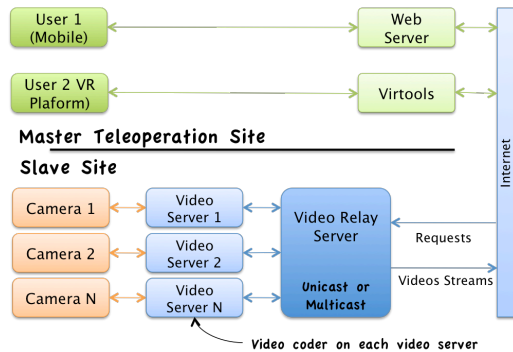 User 1
(Mobile)
Web
Server
User 2 VR
Plaform)
Virtools
Internet
Master Teleoperation Site
Slave Site
Camera 1
Video
Server 1
Camera 2
Video
Server 2
Camera N
Video
Server N
Video Relay
Server
Unicast or
Multicast
Requests
Videos Streams
Video coder on each video server